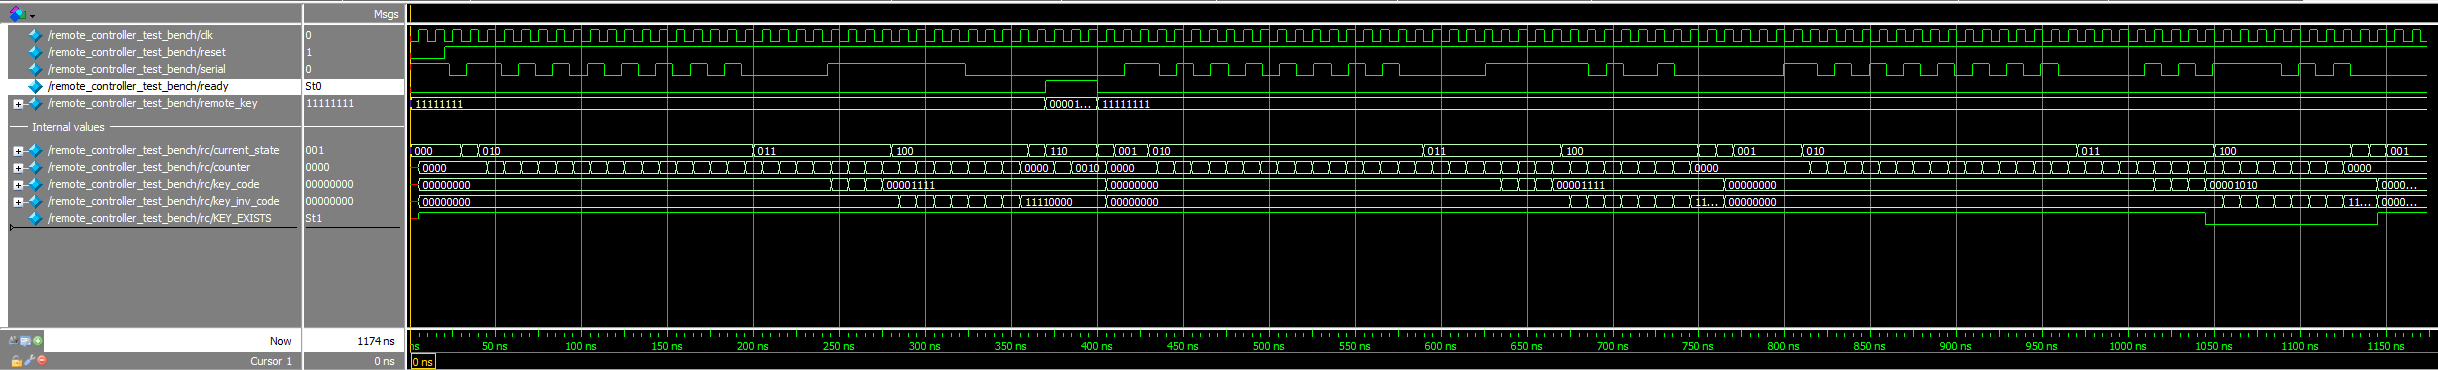 Msgs
/remote_controller_test_bench/clk 0
/remote_controller_test_bench/reset 1
/remote_controller_test_bench/serial 0
/remote_controller_test_bench/ready St0
/remote_controller_test_bench/remote_key 11111111 11111111 00001... 11111111
Internal values
/remote_controller_test_bench/rc/current_state 001 000 010 011 100 110 001 010 011 100 001 010 011 100 001
/remote_controller_test_bench/rc/counter 0000 0000 0000 0010 0000 0000 0000
/remote_controller_test_bench/rc/key_code 00000000 00000000 00001111 00000000 00001111 00000000 00001010 0000...
/remote_controller_test_bench/rc/key_inv_code 00000000 00000000 11110000 00000000 11... 00000000 11... 0000...
/remote_controller_test_bench/rc/KEY_EXISTS St1
Now 1174 ns ns 50 ns 100 ns 150 ns 200 ns 250 ns 300 ns 350 ns 400 ns 450 ns 500 ns 550 ns 600 ns 650 ns 700 ns 750 ns 800 ns 850 ns 900 ns 950 ns 1000 ns 1050 ns 1100 ns 1150 ns
Cursor 1 0 ns 0 ns